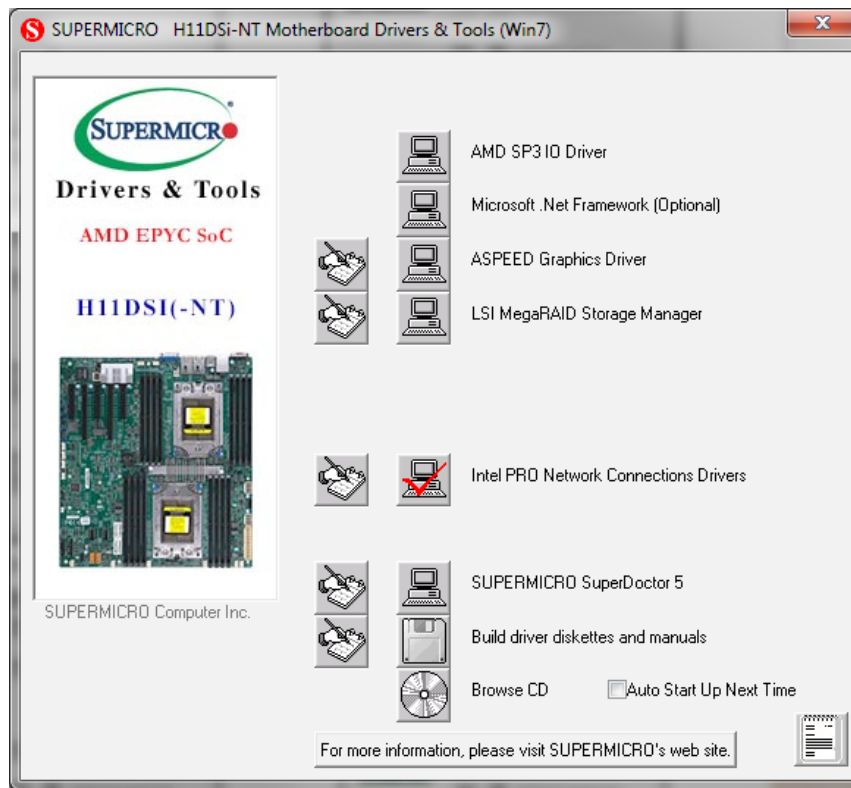 SUPERMICRO H11DSi-NT Motherboard Drivers & Tools (Win7)
SUPERMICR
Drivers & Tools
AMD EPYC SoC
H11DSI(-NT)
SUPERMICRO Computer Inc.
AMD SP3 IO Driver
Microsoft .Net Framework (Optional)
ASPEED Graphics Driver
LSI MegaRAID Storage Manager
Intel PRO Network Connections Drivers
SUPERMICRO SuperDoctor 5
Build driver diskettes and manuals
Browse CD
Auto Start Up Next Time
For more information, please visit SUPERMICRO's web site.